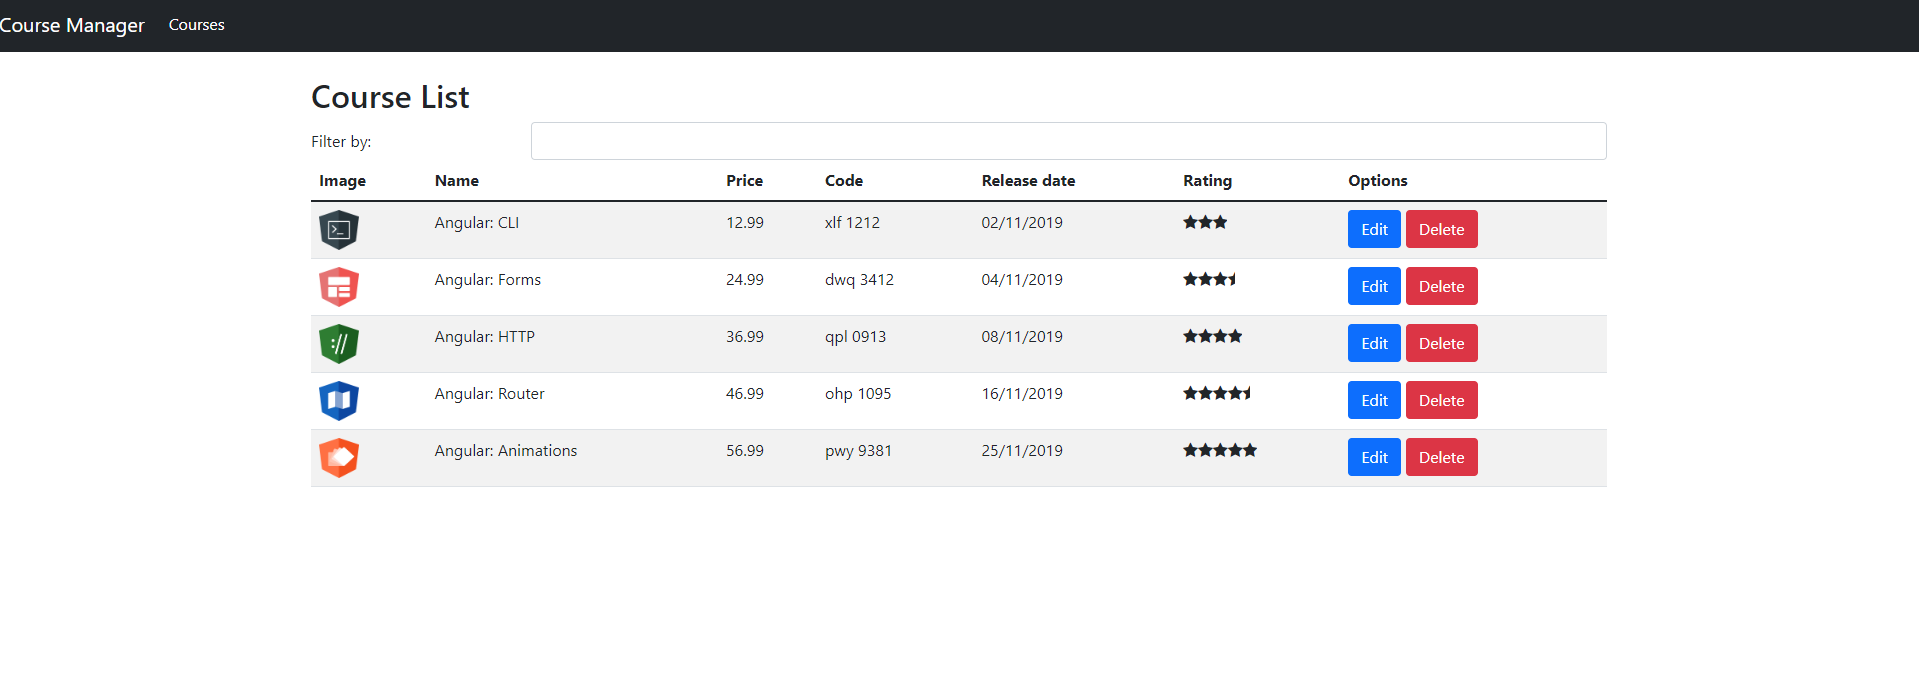 Course Manager Courses
Course List
Filter by:
Image Name Price Code Release date Rating Options
Angular: CLI 12.99 xlf 1212 02/11/2019 Edit Delete
Angular: Forms 24.99 dwq 3412 04/11/2019 Edit Delete
:// Angular: HTTP 36.99 qpl 0913 08/11/2019 Edit Delete
Angular: Router 46.99 ohp 1095 16/11/2019 Edit Delete
Angular: Animations 56.99 pwy 9381 25/11/2019 Edit Delete